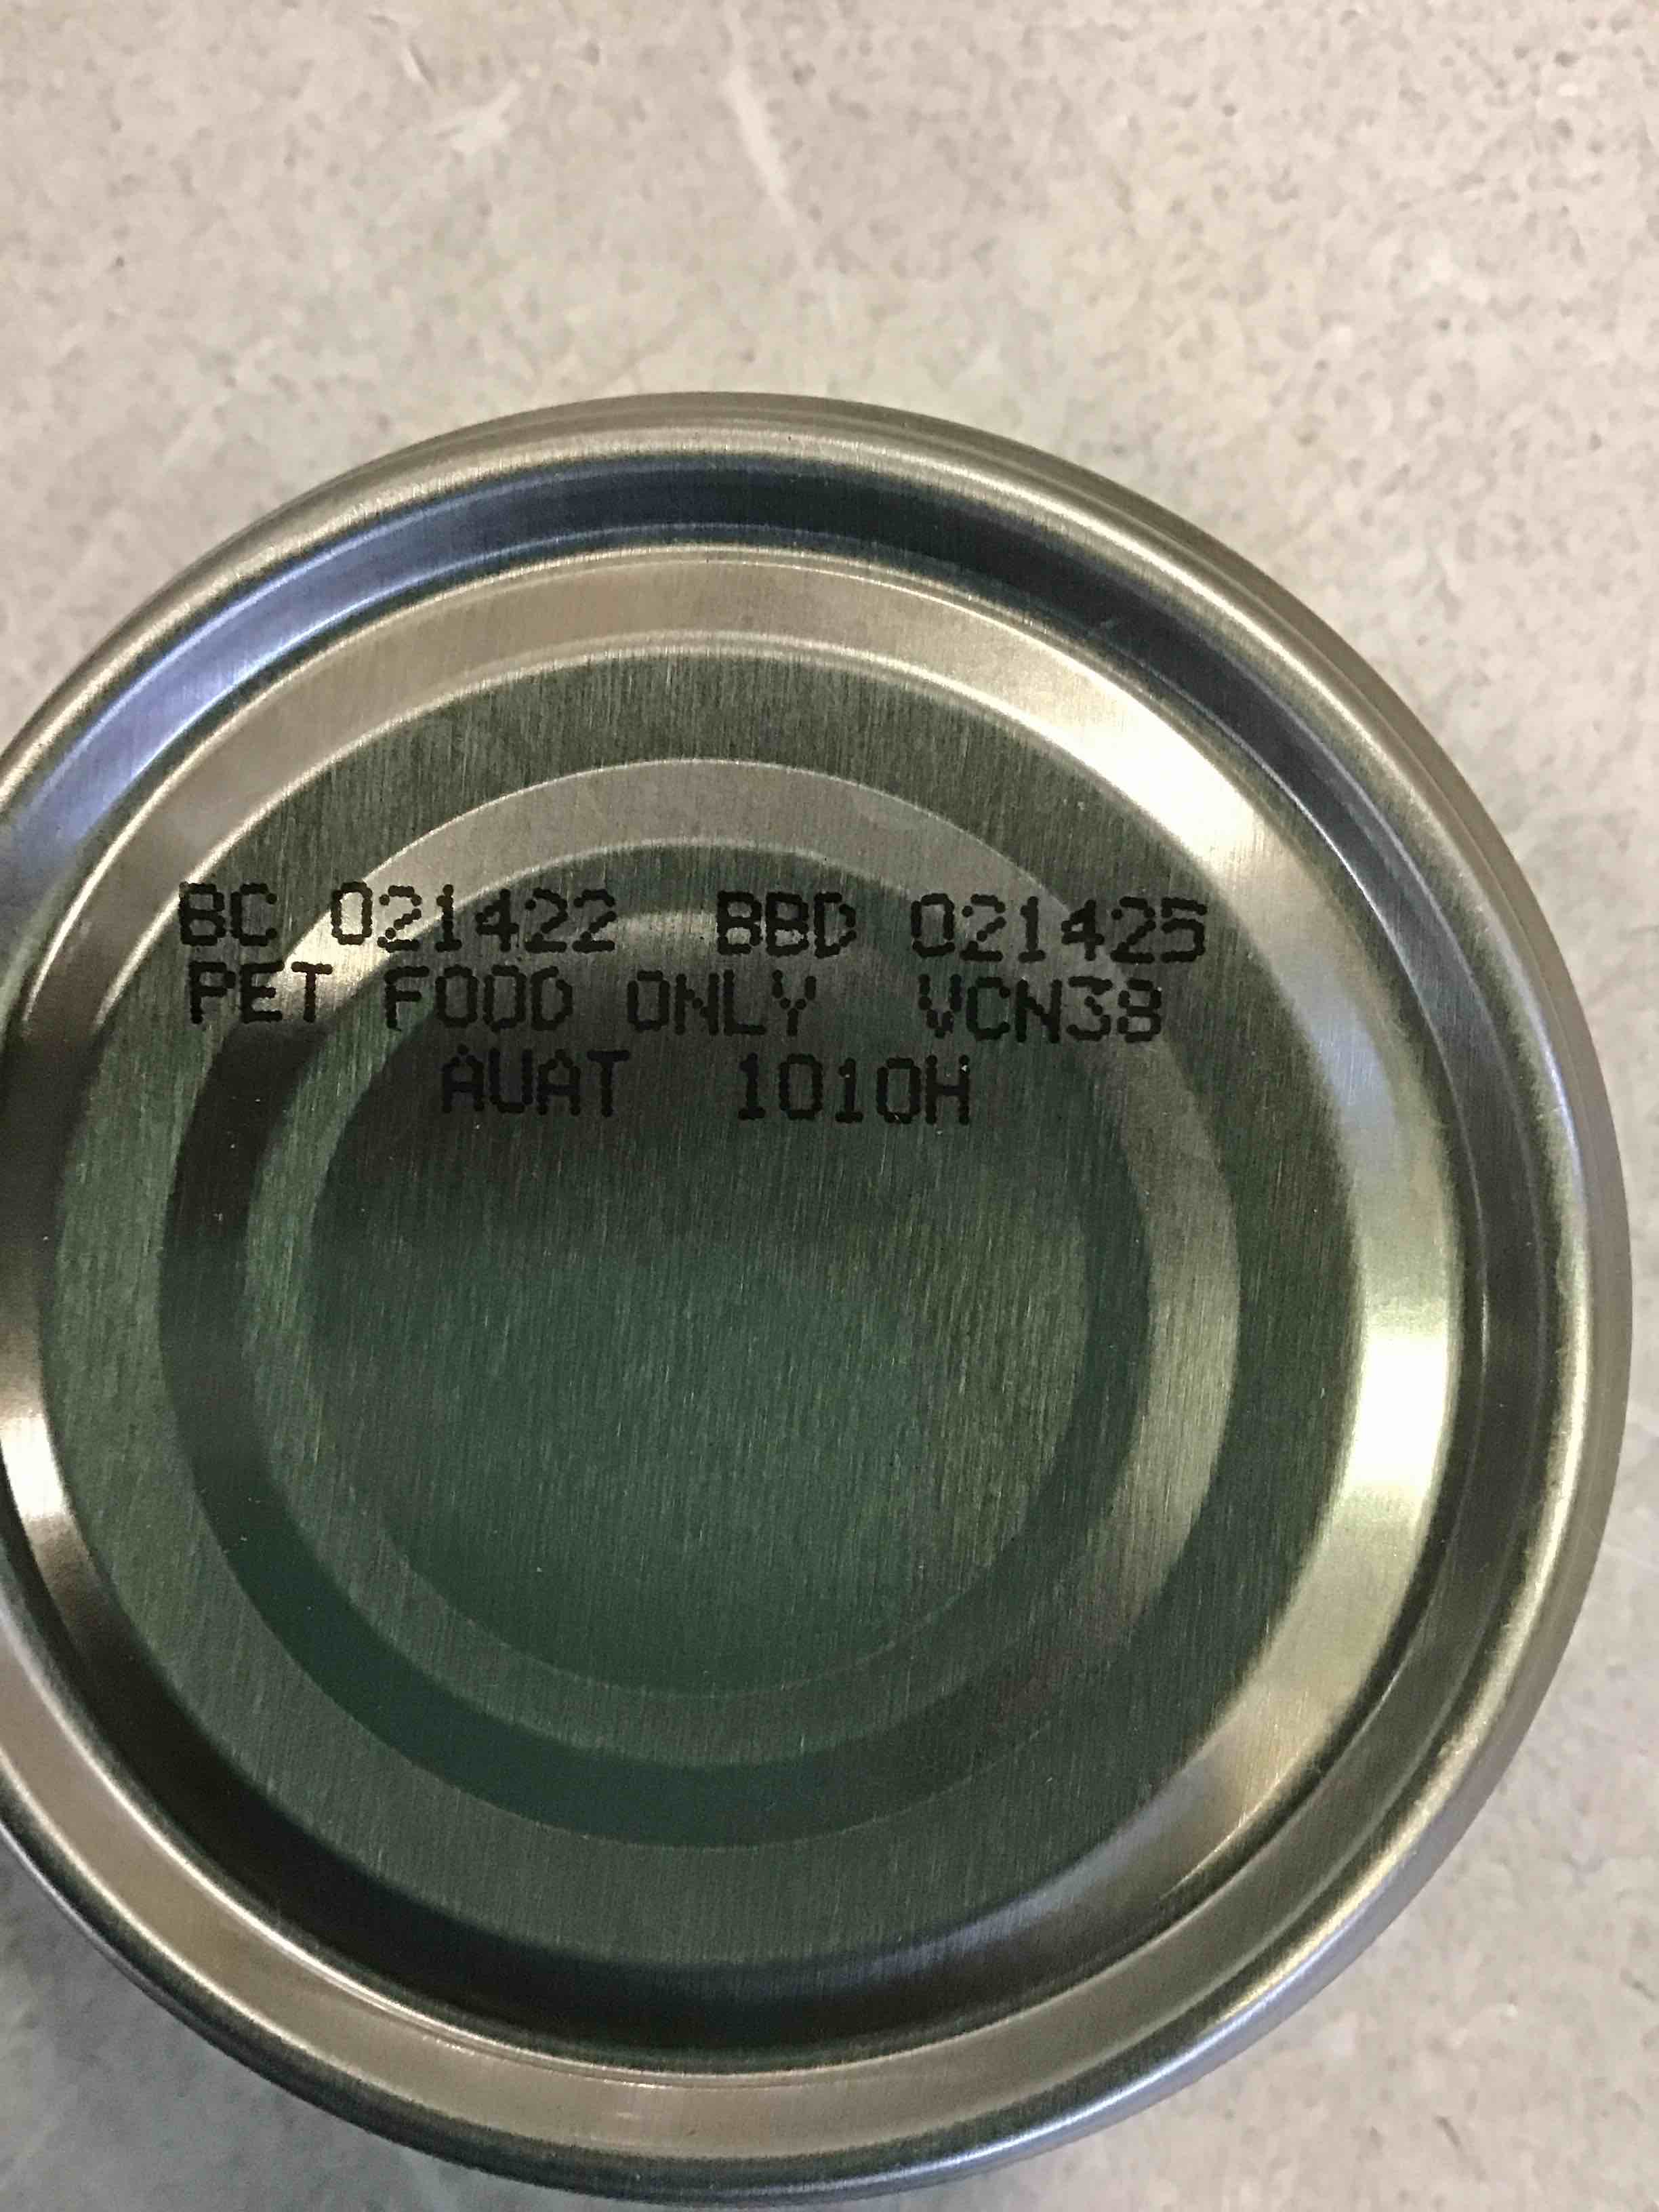 BC 021422 BBD 021425
PET FOOD ONLY VCN38
AUAT 1010H